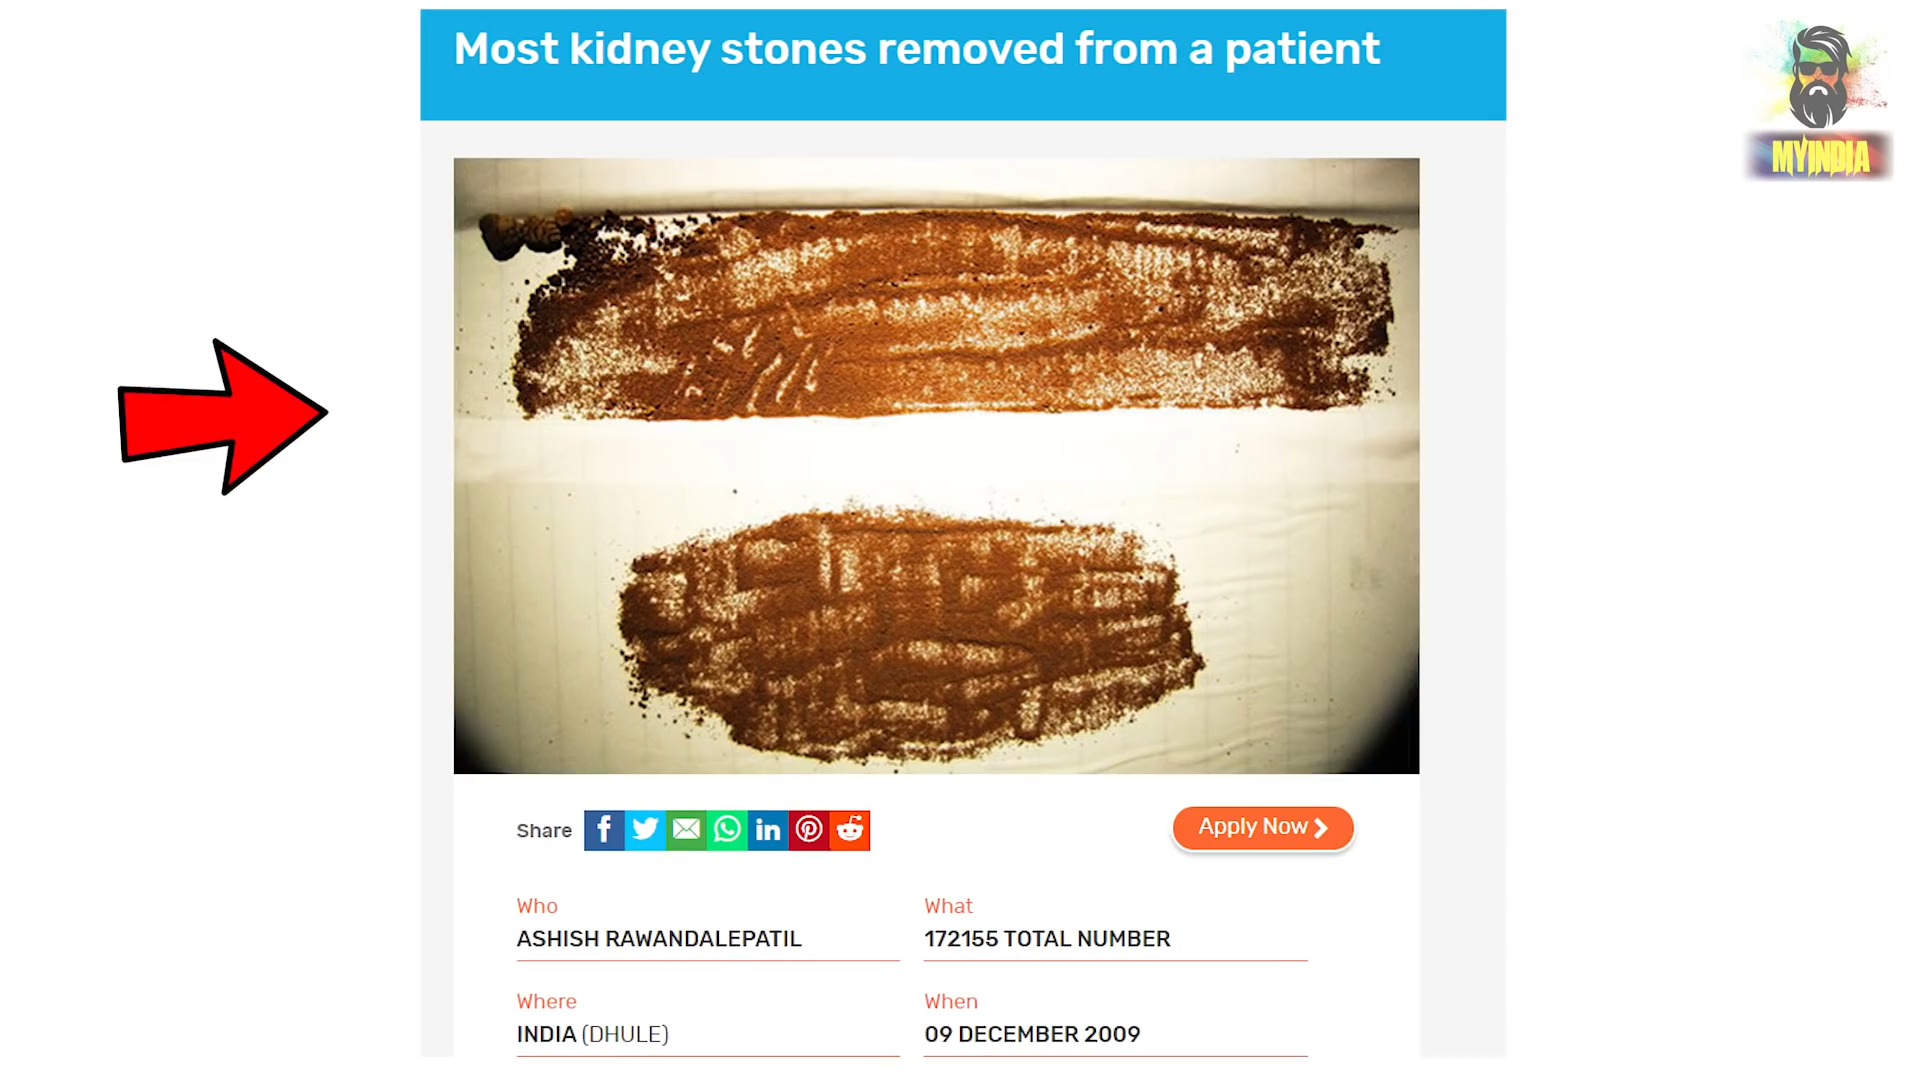 Most kidney stones removed from a patient
MYINDIA
Share
Apply Now
Who
ASHISH RAWANDALEPATIL
What
172155 TOTAL NUMBER
Where
INDIA (DHULE)
When
09 DECEMBER 2009